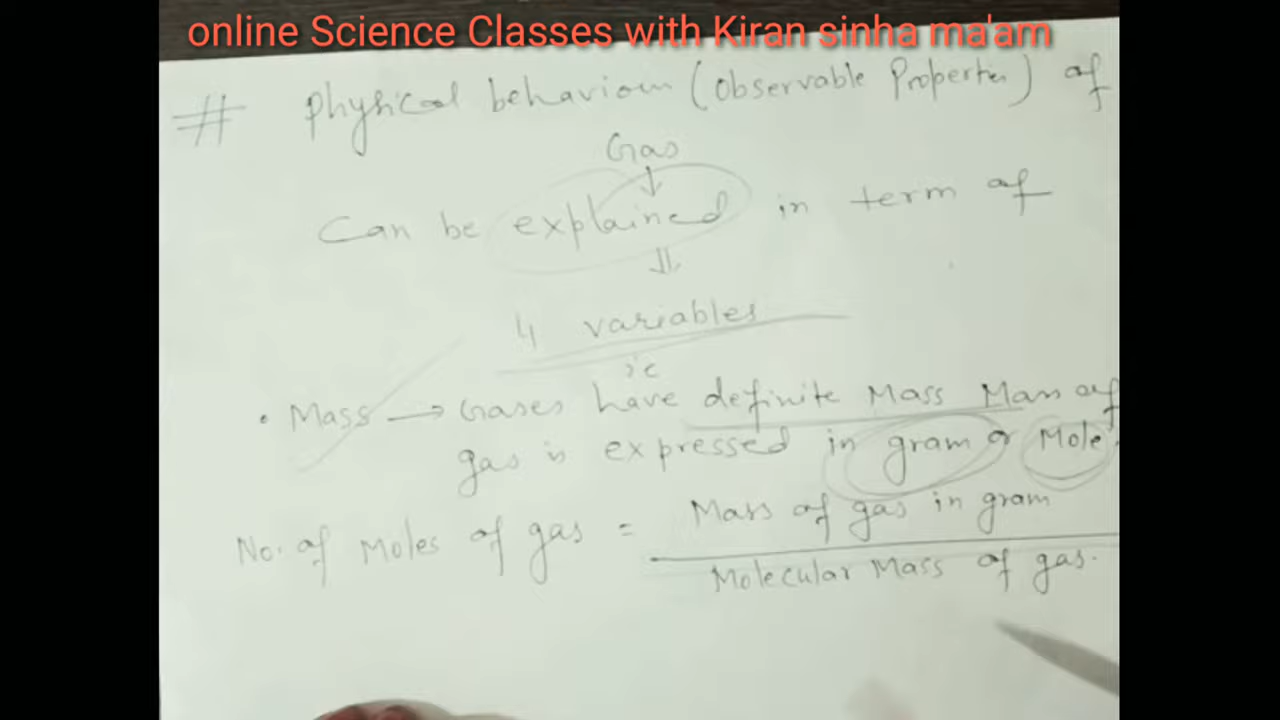 online Science Classes with Kiran sinha ma'am
# Physical behaviour (Observable Properties) of
Gas
Can be explained in term of
4 variables
ie
• Mass → Gases have definite Mass Mass of
gas is expressed in gram or Mole.
No. of Moles of gas = Mass of gas in gram
Molecular Mass of gas.